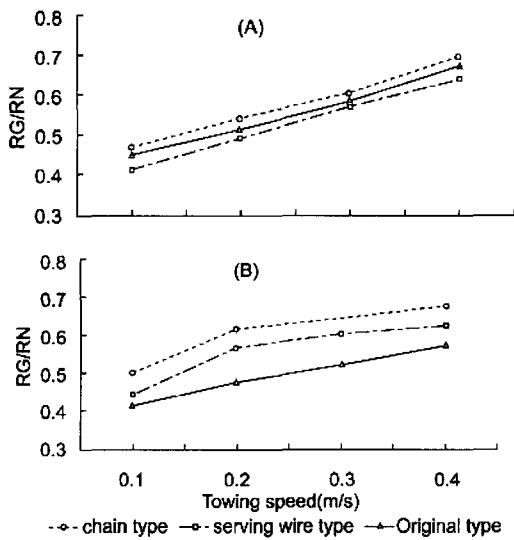 (A)
0.8
0.7
0.6
0.5
0.4
0.3
RG/RN
(B)
0.8
0.7
0.6
0.5
0.4
0.3
RG/RN
0.1 0.2 0.3 0.4
Towing speed(m/s)
chain type serving wire type Original type